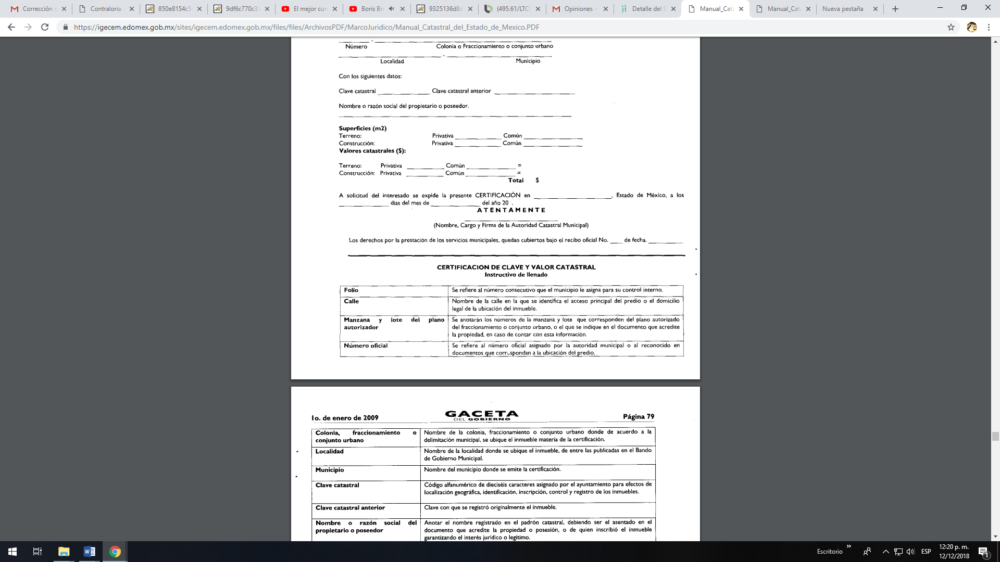 Corrección d
Contraloria -
850e8154c5
9df6c770c33
El mejor cur
Boris Bre
9325136d8c
(495.61/LTC)
Opiniones -
Detalle del S
Manual_Cata
Manual_Cat
Nueva pestaña
https://igecem.edomex.gob.mx/sites/igecem.edomex.gob.mx/files/files/ArchivosPDF/MarcoJuridico/Manual_Catastral_del_Estado_de_Mexico.PDF
Número Colonia o Fraccionamiento o conjunto urbano
Localidad , Municipio
Con los siguientes datos:
Clave catastral ____________ Clave catastral anterior ____________
Nombre o razón social del propietario o poseedor.
Superficies (m2)
Terreno: Privativa ____________ Común ____________
Construcción: Privativa ____________ Común ____________
Valores catastrales ($):
Terreno: Privativa ____________ Común ____________ =
Construcción: Privativa ____________ Común ____________ =
Total $
A solicitud del interesado se expide la presente CERTIFICACIÓN en ____________, Estado de México, a los
____________ días del mes de ____________ del año 20 .
A T E N T A M E N T E
(Nombre, Cargo y Firma de la Autoridad Catastral Municipal)
Los derechos por la prestación de los servicios municipales, quedan cubiertos bajo el recibo oficial No. ____ de fecha. ________
CERTIFICACION DE CLAVE Y VALOR CATASTRAL
Instructivo de llenado
Folio
Se refiere al número consecutivo que el municipio le asigna para su control interno.
Calle
Nombre de la calle en la que se identifica el acceso principal del predio o el domicilio
legal de la ubicación del inmueble.
Manzana y lote del plano
autorizador
Se anotarán los números de la manzana y lote que corresponden del plano autorizado
del fraccionamiento o conjunto urbano, o el que se indique en el documento que acredite
la propiedad, en caso de contar con esta información.
Número oficial
Se refiere al número oficial asignado por la autoridad municipal o al reconocido en
documentos que correspondan a la ubicación del predio.
1o. de enero de 2009
GACETA
DEL GOBIERNO
Página 79
Colonia, fraccionamiento o
conjunto urbano
Nombre de la colonia, fraccionamiento o conjunto urbano donde de acuerdo a la
delimitación municipal, se ubique el inmueble materia de la certificación.
Localidad
Nombre de la localidad donde se ubique el inmueble, de entre las publicadas en el Bando
de Gobierno Municipal.
Municipio
Nombre del municipio donde se emite la certificación.
Clave catastral
Código alfanumérico de dieciséis caracteres asignado por el ayuntamiento para efectos de
localización geográfica, identificación, inscripción, control y registro de los inmuebles.
Clave catastral anterior
Clave con que se registró originalmente el inmueble.
Nombre o razón social del
propietario o poseedor
Anotar el nombre registrado en el padrón catastral, debiendo ser el asentado en el
documento que acredite la propiedad o posesión, o de quien inscribió el inmueble
garantizando el interés jurídico o legítimo.
Escritorio
ESP
12:20 p. m.
12/12/2018
1